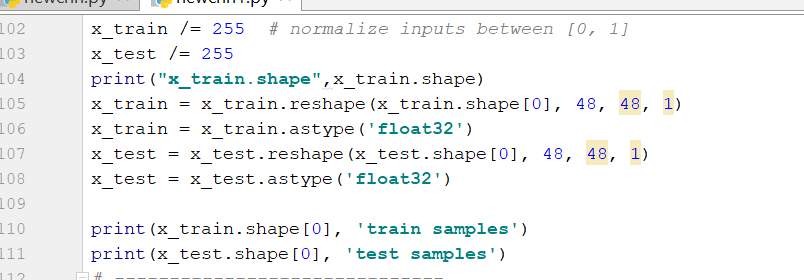 newcnn.py newcnn1.py
102 x_train /= 255 # normalize inputs between [0, 1]
103 x_test /= 255
104 print("x_train.shape",x_train.shape)
105 x_train = x_train.reshape(x_train.shape[0], 48, 48, 1)
106 x_train = x_train.astype('float32')
107 x_test = x_test.reshape(x_test.shape[0], 48, 48, 1)
108 x_test = x_test.astype('float32')
109
110 print(x_train.shape[0], 'train samples')
111 print(x_test.shape[0], 'test samples')
112 # ------------------------------